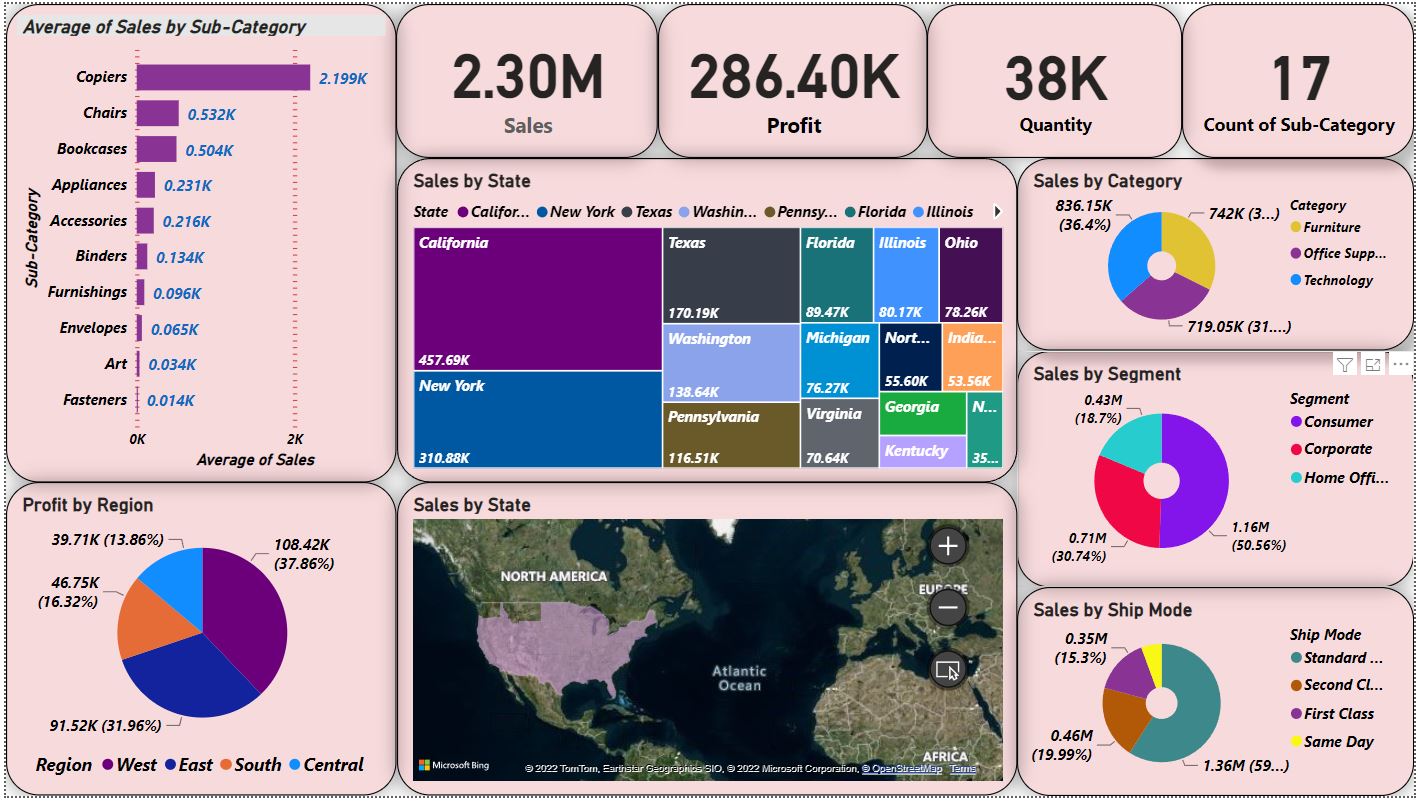 Average of Sales by Sub-Category
Sub-Category
Copiers
2.199K
Chairs
0.532K
Bookcases
0.504K
Appliances
0.231K
Accessories
0.216K
Binders
0.134K
Furnishings
0.096K
Envelopes
0.065K
Art
0.034K
Fasteners
0.014K
0K
2K
Average of Sales
2.30M
Sales
286.40K
Profit
38K
Quantity
17
Count of Sub-Category
Sales by State
State
Califor...
New York
Texas
Washin...
Pennsy...
Florida
Illinois
California
457.69K
New York
310.88K
Texas
170.19K
Washington
138.64K
Pennsylvania
116.51K
Florida
89.47K
Illinois
80.17K
Ohio
78.26K
Michigan
76.27K
Virginia
70.64K
Nort...
55.60K
India...
53.56K
Georgia
Kentucky
N...
35...
Sales by Category
836.15K
(36.4%)
742K (3...)
719.05K (31....)
Category
Furniture
Office Supp...
Technology
Sales by Segment
0.43M
(18.7%)
0.71M
(30.74%)
1.16M
(50.56%)
Segment
Consumer
Corporate
Home Offi...
Profit by Region
39.71K (13.86%)
108.42K
(37.86%)
46.75K
(16.32%)
91.52K (31.96%)
Region
West
East
South
Central
Sales by State
NORTH AMERICA
EUROPE
Atlantic
Ocean
AFRICA
Microsoft Bing
© 2022 TomTom, Earthstar Geographics SIO, © 2022 Microsoft Corporation, © OpenStreetMap Terms
Sales by Ship Mode
0.35M
(15.3%)
0.46M
(19.99%)
1.36M (59...)
Ship Mode
Standard ...
Second Cl...
First Class
Same Day